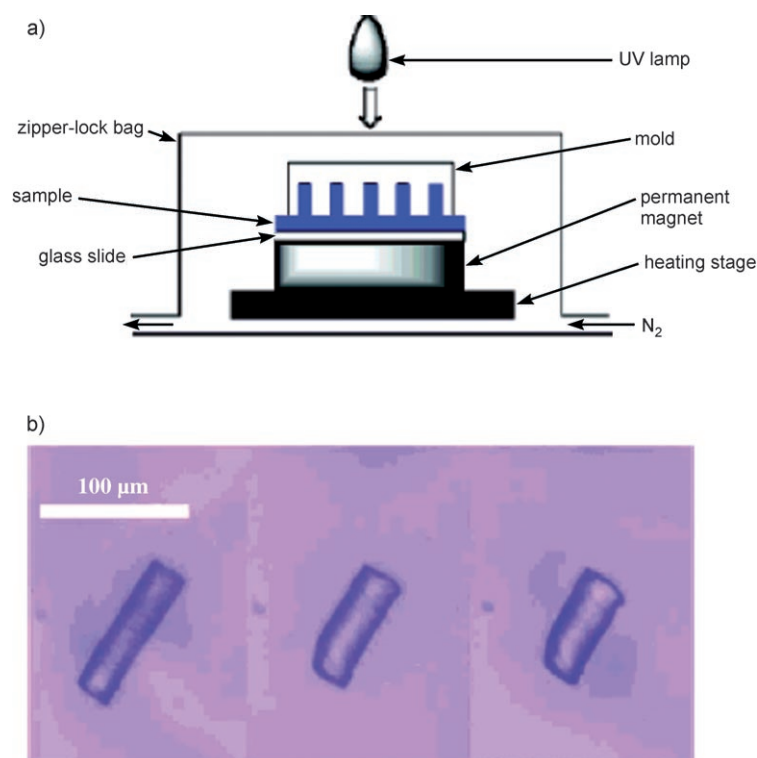 a)
UV lamp
zipper-lock bag
mold
sample
permanent
magnet
glass slide
heating stage
N₂
b)
100 µm